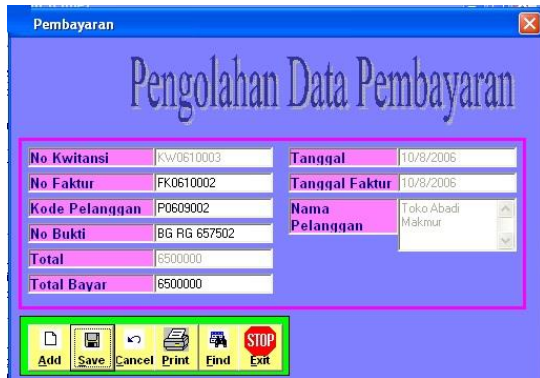 Pembayaran
Pengolahan Data Pembayaran
No Kwitansi KW0610003 Tanggal 10/8/2006
No Faktur FK0610002 Tanggal Faktur 10/8/2006
Kode Pelanggan P0609002 Nama Pelanggan Toko Abadi Makmur
No Bukti BG RG 657502
Total 6500000
Total Bayar 6500000
Add Save Cancel Print Find STOP Exit